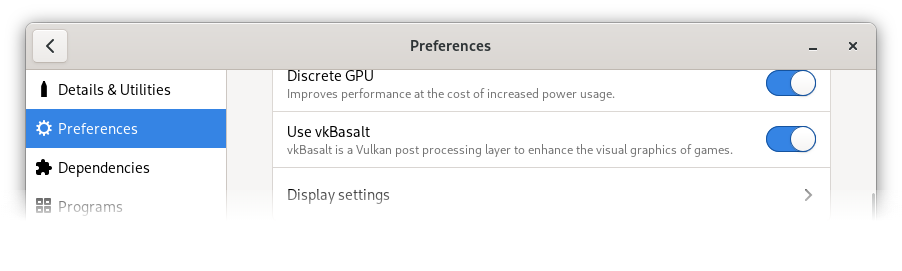 Preferences
Details & Utilities
Preferences
Dependencies
Programs
Discrete GPU
Improves performance at the cost of increased power usage.
Use vkBasalt
vkBasalt is a Vulkan post processing layer to enhance the visual graphics of games.
Display settings